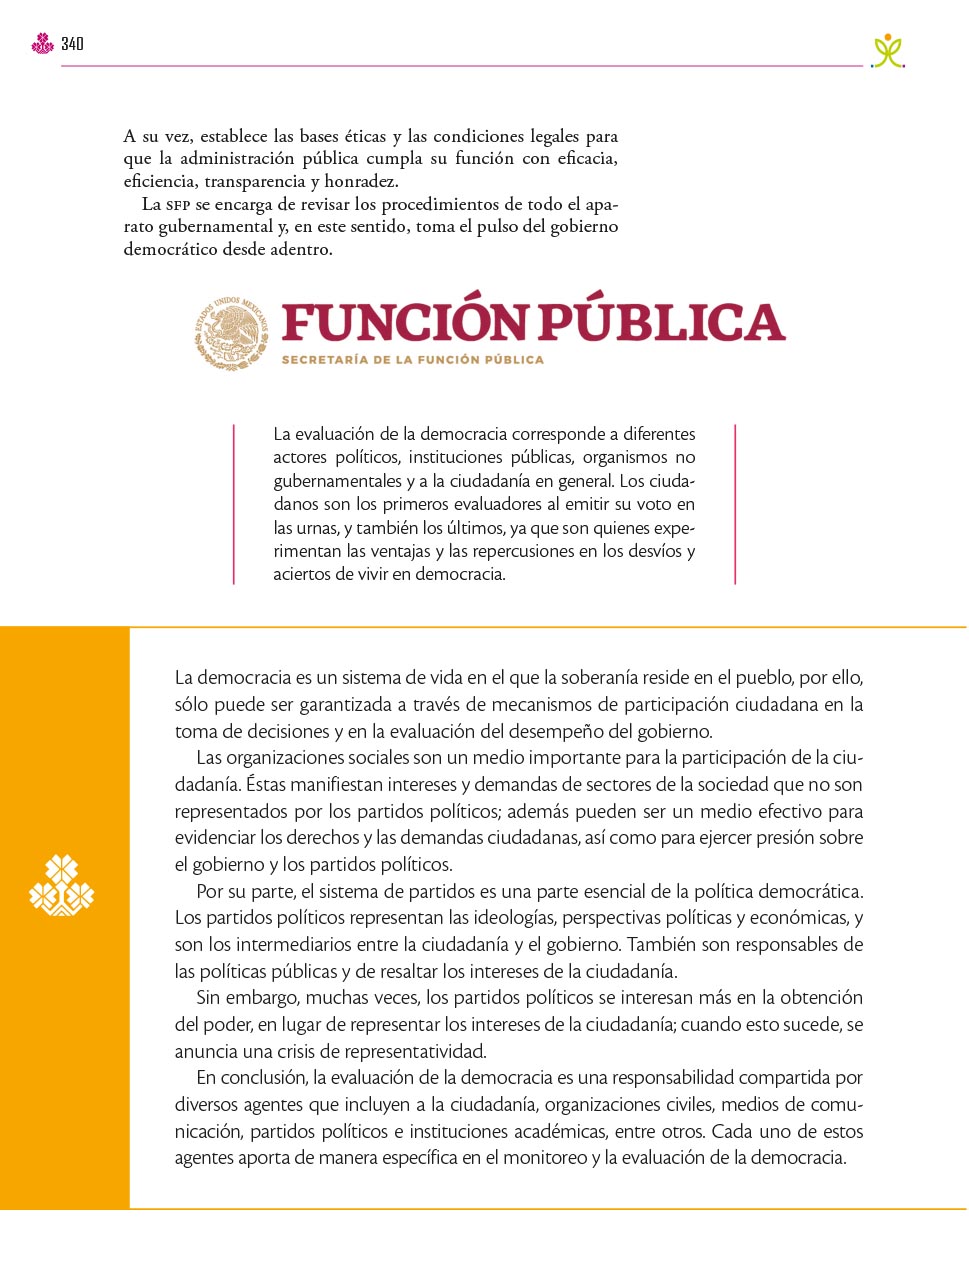 340
A su vez, establece las bases éticas y las condiciones legales para
que la administración pública cumpla su función con eficacia,
eficiencia, transparencia y honradez.
La SFP se encarga de revisar los procedimientos de todo el apa-
rato gubernamental y, en este sentido, toma el pulso del gobierno
democrático desde adentro.
ESTADOS UNIDOS MEXICANOS
FUNCIÓN PÚBLICA
SECRETARÍA DE LA FUNCIÓN PÚBLICA
La evaluación de la democracia corresponde a diferentes
actores políticos, instituciones públicas, organismos no
gubernamentales y a la ciudadanía en general. Los ciuda-
danos son los primeros evaluadores al emitir su voto en
las urnas, y también los últimos, ya que son quienes expe-
rimentan las ventajas y las repercusiones en los desvíos y
aciertos de vivir en democracia.
La democracia es un sistema de vida en el que la soberanía reside en el pueblo, por ello,
sólo puede ser garantizada a través de mecanismos de participación ciudadana en la
toma de decisiones y en la evaluación del desempeño del gobierno.
Las organizaciones sociales son un medio importante para la participación de la ciu-
dadanía. Éstas manifiestan intereses y demandas de sectores de la sociedad que no son
representados por los partidos políticos; además pueden ser un medio efectivo para
evidenciar los derechos y las demandas ciudadanas, así como para ejercer presión sobre
el gobierno y los partidos políticos.
Por su parte, el sistema de partidos es una parte esencial de la política democrática.
Los partidos políticos representan las ideologías, perspectivas políticas y económicas, y
son los intermediarios entre la ciudadanía y el gobierno. También son responsables de
las políticas públicas y de resaltar los intereses de la ciudadanía.
Sin embargo, muchas veces, los partidos políticos se interesan más en la obtención
del poder, en lugar de representar los intereses de la ciudadanía; cuando esto sucede, se
anuncia una crisis de representatividad.
En conclusión, la evaluación de la democracia es una responsabilidad compartida por
diversos agentes que incluyen a la ciudadanía, organizaciones civiles, medios de comu-
nicación, partidos políticos e instituciones académicas, entre otros. Cada uno de estos
agentes aporta de manera específica en el monitoreo y la evaluación de la democracia.